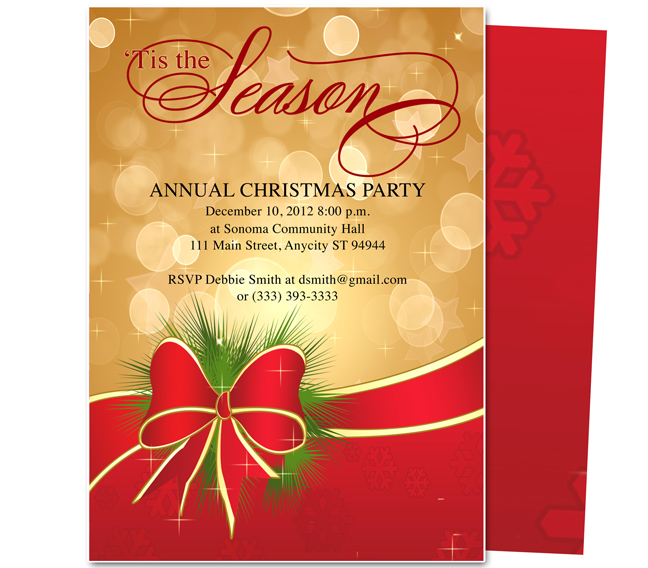 ‘Tis the
Season
ANNUAL CHRISTMAS PARTY
December 10, 2012 8:00 p.m.
at Sonoma Community Hall
111 Main Street, Anycity ST 94944
RSVP Debbie Smith at dsmith@gmail.com
or (333) 393-3333